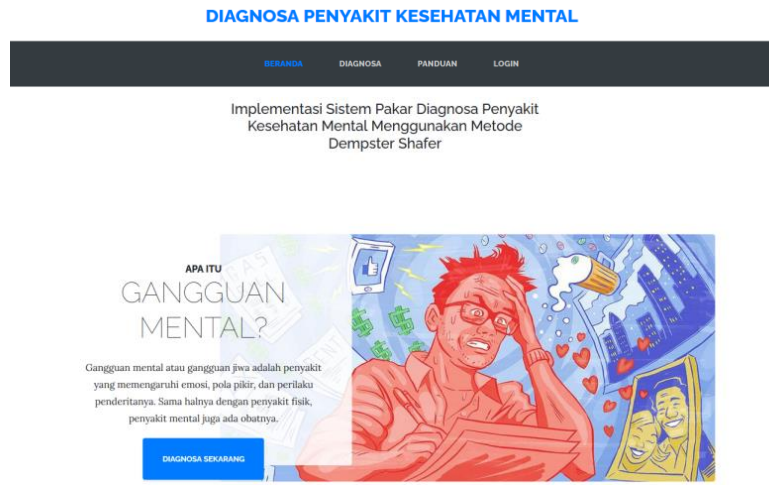 DIAGNOSA PENYAKIT KESEHATAN MENTAL
BERANDA DIAGNOSA PANDUAN LOGIN
Implementasi Sistem Pakar Diagnosa Penyakit
Kesehatan Mental Menggunakan Metode
Dempster Shafer
APA ITU
GANGGUAN
MENTAL?
Gangguan mental atau gangguan jiwa adalah penyakit
yang memengaruhi emosi, pola pikir, dan perilaku
penderitanya. Sama halnya dengan penyakit fisik,
penyakit mental juga ada obatnya.
DIAGNOSA SEKARANG